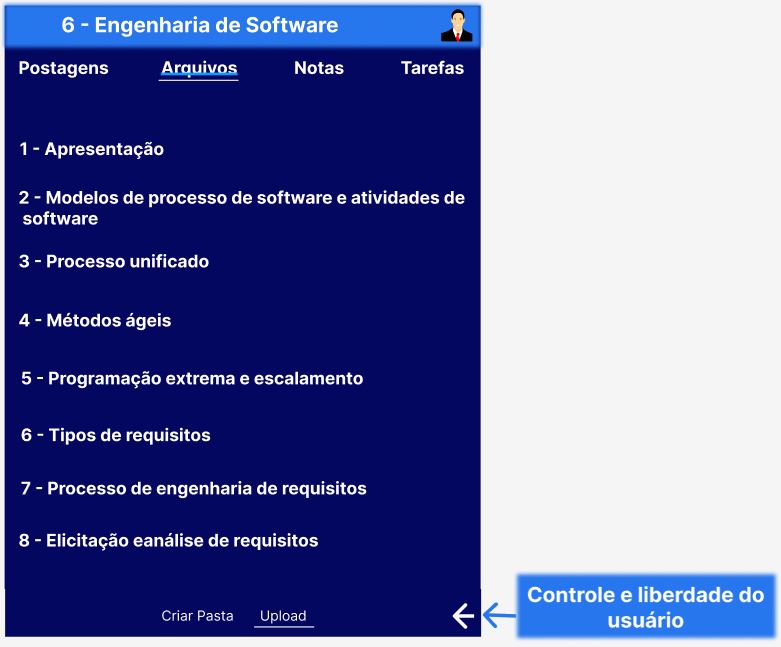 6 - Engenharia de Software
Postagens Arquivos Notas Tarefas
1 - Apresentação
2 - Modelos de processo de software e atividades de
software
3 - Processo unificado
4 - Métodos ágeis
5 - Programação extrema e escalamento
6 - Tipos de requisitos
7 - Processo de engenharia de requisitos
8 - Elicitação eanálise de requisitos
Criar Pasta Upload
Controle e liberdade do
usuário